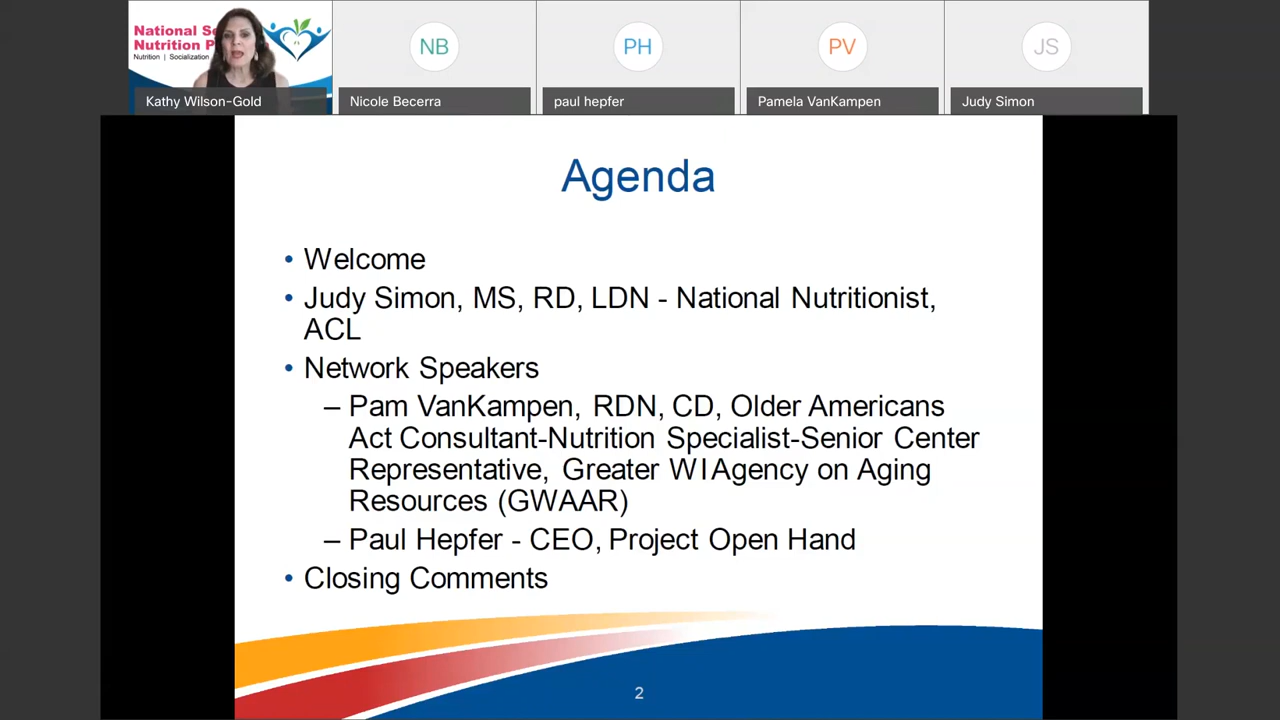 National Se
Nutrition P
Nutrition | Socialization
NB
PH
PV
JS
Kathy Wilson-Gold
Nicole Becerra
paul hepfer
Pamela VanKampen
Judy Simon
Agenda
• Welcome
• Judy Simon, MS, RD, LDN - National Nutritionist,
ACL
• Network Speakers
– Pam VanKampen, RDN, CD, Older Americans
Act Consultant-Nutrition Specialist-Senior Center
Representative, Greater WI Agency on Aging
Resources (GWAAR)
– Paul Hepfer - CEO, Project Open Hand
• Closing Comments
2